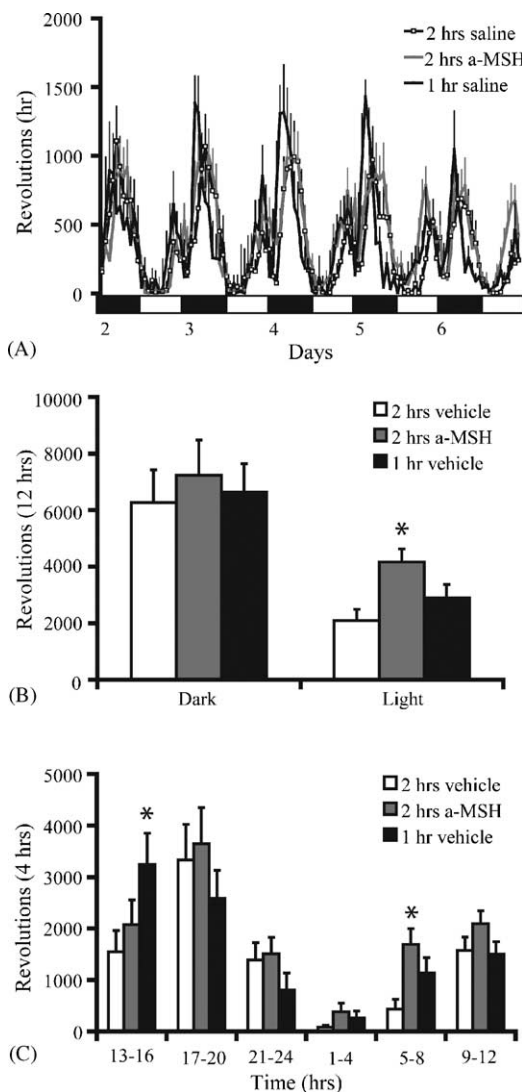 2000
1500
1000
500
0
Revolutions (hr)
2 hrs saline
2 hrs a-MSH
1 hr saline
2 3 4 5 6
Days
(A)
10000
8000
6000
4000
2000
0
Revolutions (12 hrs)
2 hrs vehicle
2 hrs a-MSH
1 hr vehicle
*
Dark Light
(B)
5000
4000
3000
2000
1000
0
Revolutions (4 hrs)
2 hrs vehicle
2 hrs a-MSH
1 hr vehicle
*
*
13-16 17-20 21-24 1-4 5-8 9-12
Time (hrs)
(C)